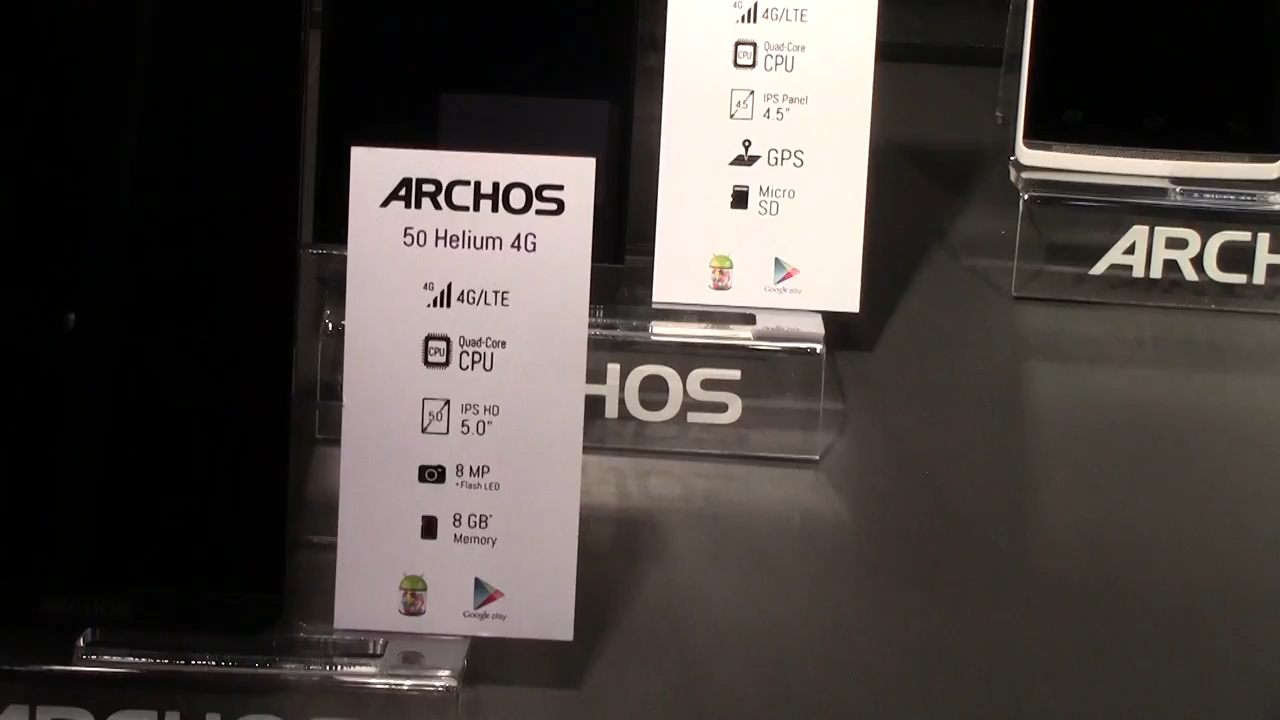 ARCHOS
50 Helium 4G
4G 4G/LTE
CPU Quad-Core
CPU
50 IPS HD
5.0"
8 MP
+Flash LED
8 GB*
Memory
Google play
4G 4G/LTE
CPU Quad-Core
CPU
45 IPS Panel
4.5"
GPS
Micro
SD
Google play
HOS
ARCH
ARCHOS